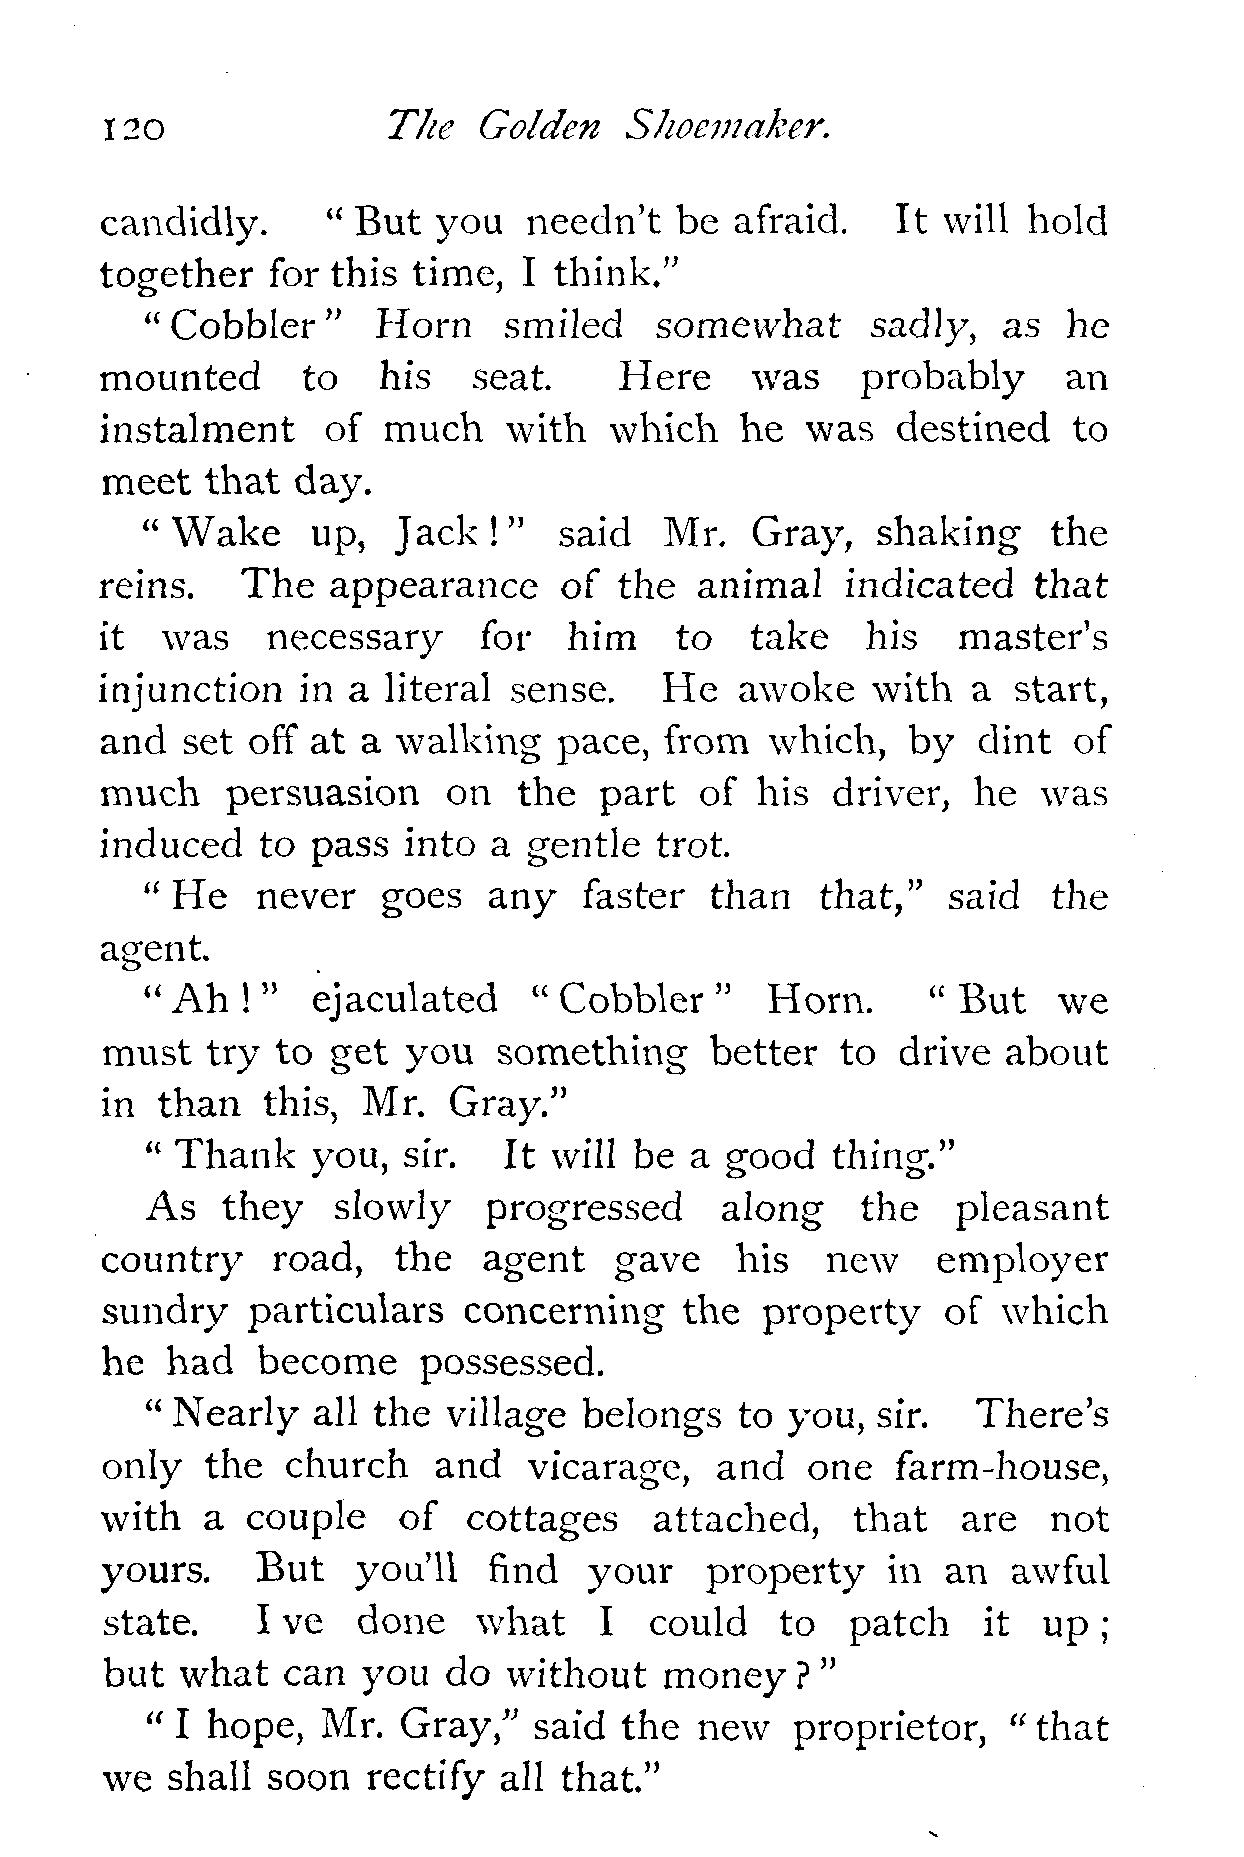 120 The Golden Shoemaker.
candidly. " But you needn't be afraid. It will hold
together for this time, I think."
" Cobbler " Horn smiled somewhat sadly, as he
mounted to his seat. Here was probably an
instalment of much with which he was destined to
meet that day.
" Wake up, Jack ! " said Mr. Gray, shaking the
reins. The appearance of the animal indicated that
it was necessary for him to take his master's
injunction in a literal sense. He awoke with a start,
and set off at a walking pace, from which, by dint of
much persuasion on the part of his driver, he was
induced to pass into a gentle trot.
" He never goes any faster than that," said the
agent.
" Ah ! " ejaculated " Cobbler " Horn. " But we
must try to get you something better to drive about
in than this, Mr. Gray."
" Thank you, sir. It will be a good thing."
As they slowly progressed along the pleasant
country road, the agent gave his new employer
sundry particulars concerning the property of which
he had become possessed.
" Nearly all the village belongs to you, sir. There's
only the church and vicarage, and one farm-house,
with a couple of cottages attached, that are not
yours. But you'll find your property in an awful
state. I ve done what I could to patch it up ;
but what can you do without money ? "
" I hope, Mr. Gray," said the new proprietor, " that
we shall soon rectify all that."